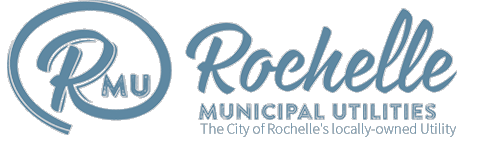 RMU
Rochelle
MUNICIPAL UTILITIES
The City of Rochelle's locally-owned Utility